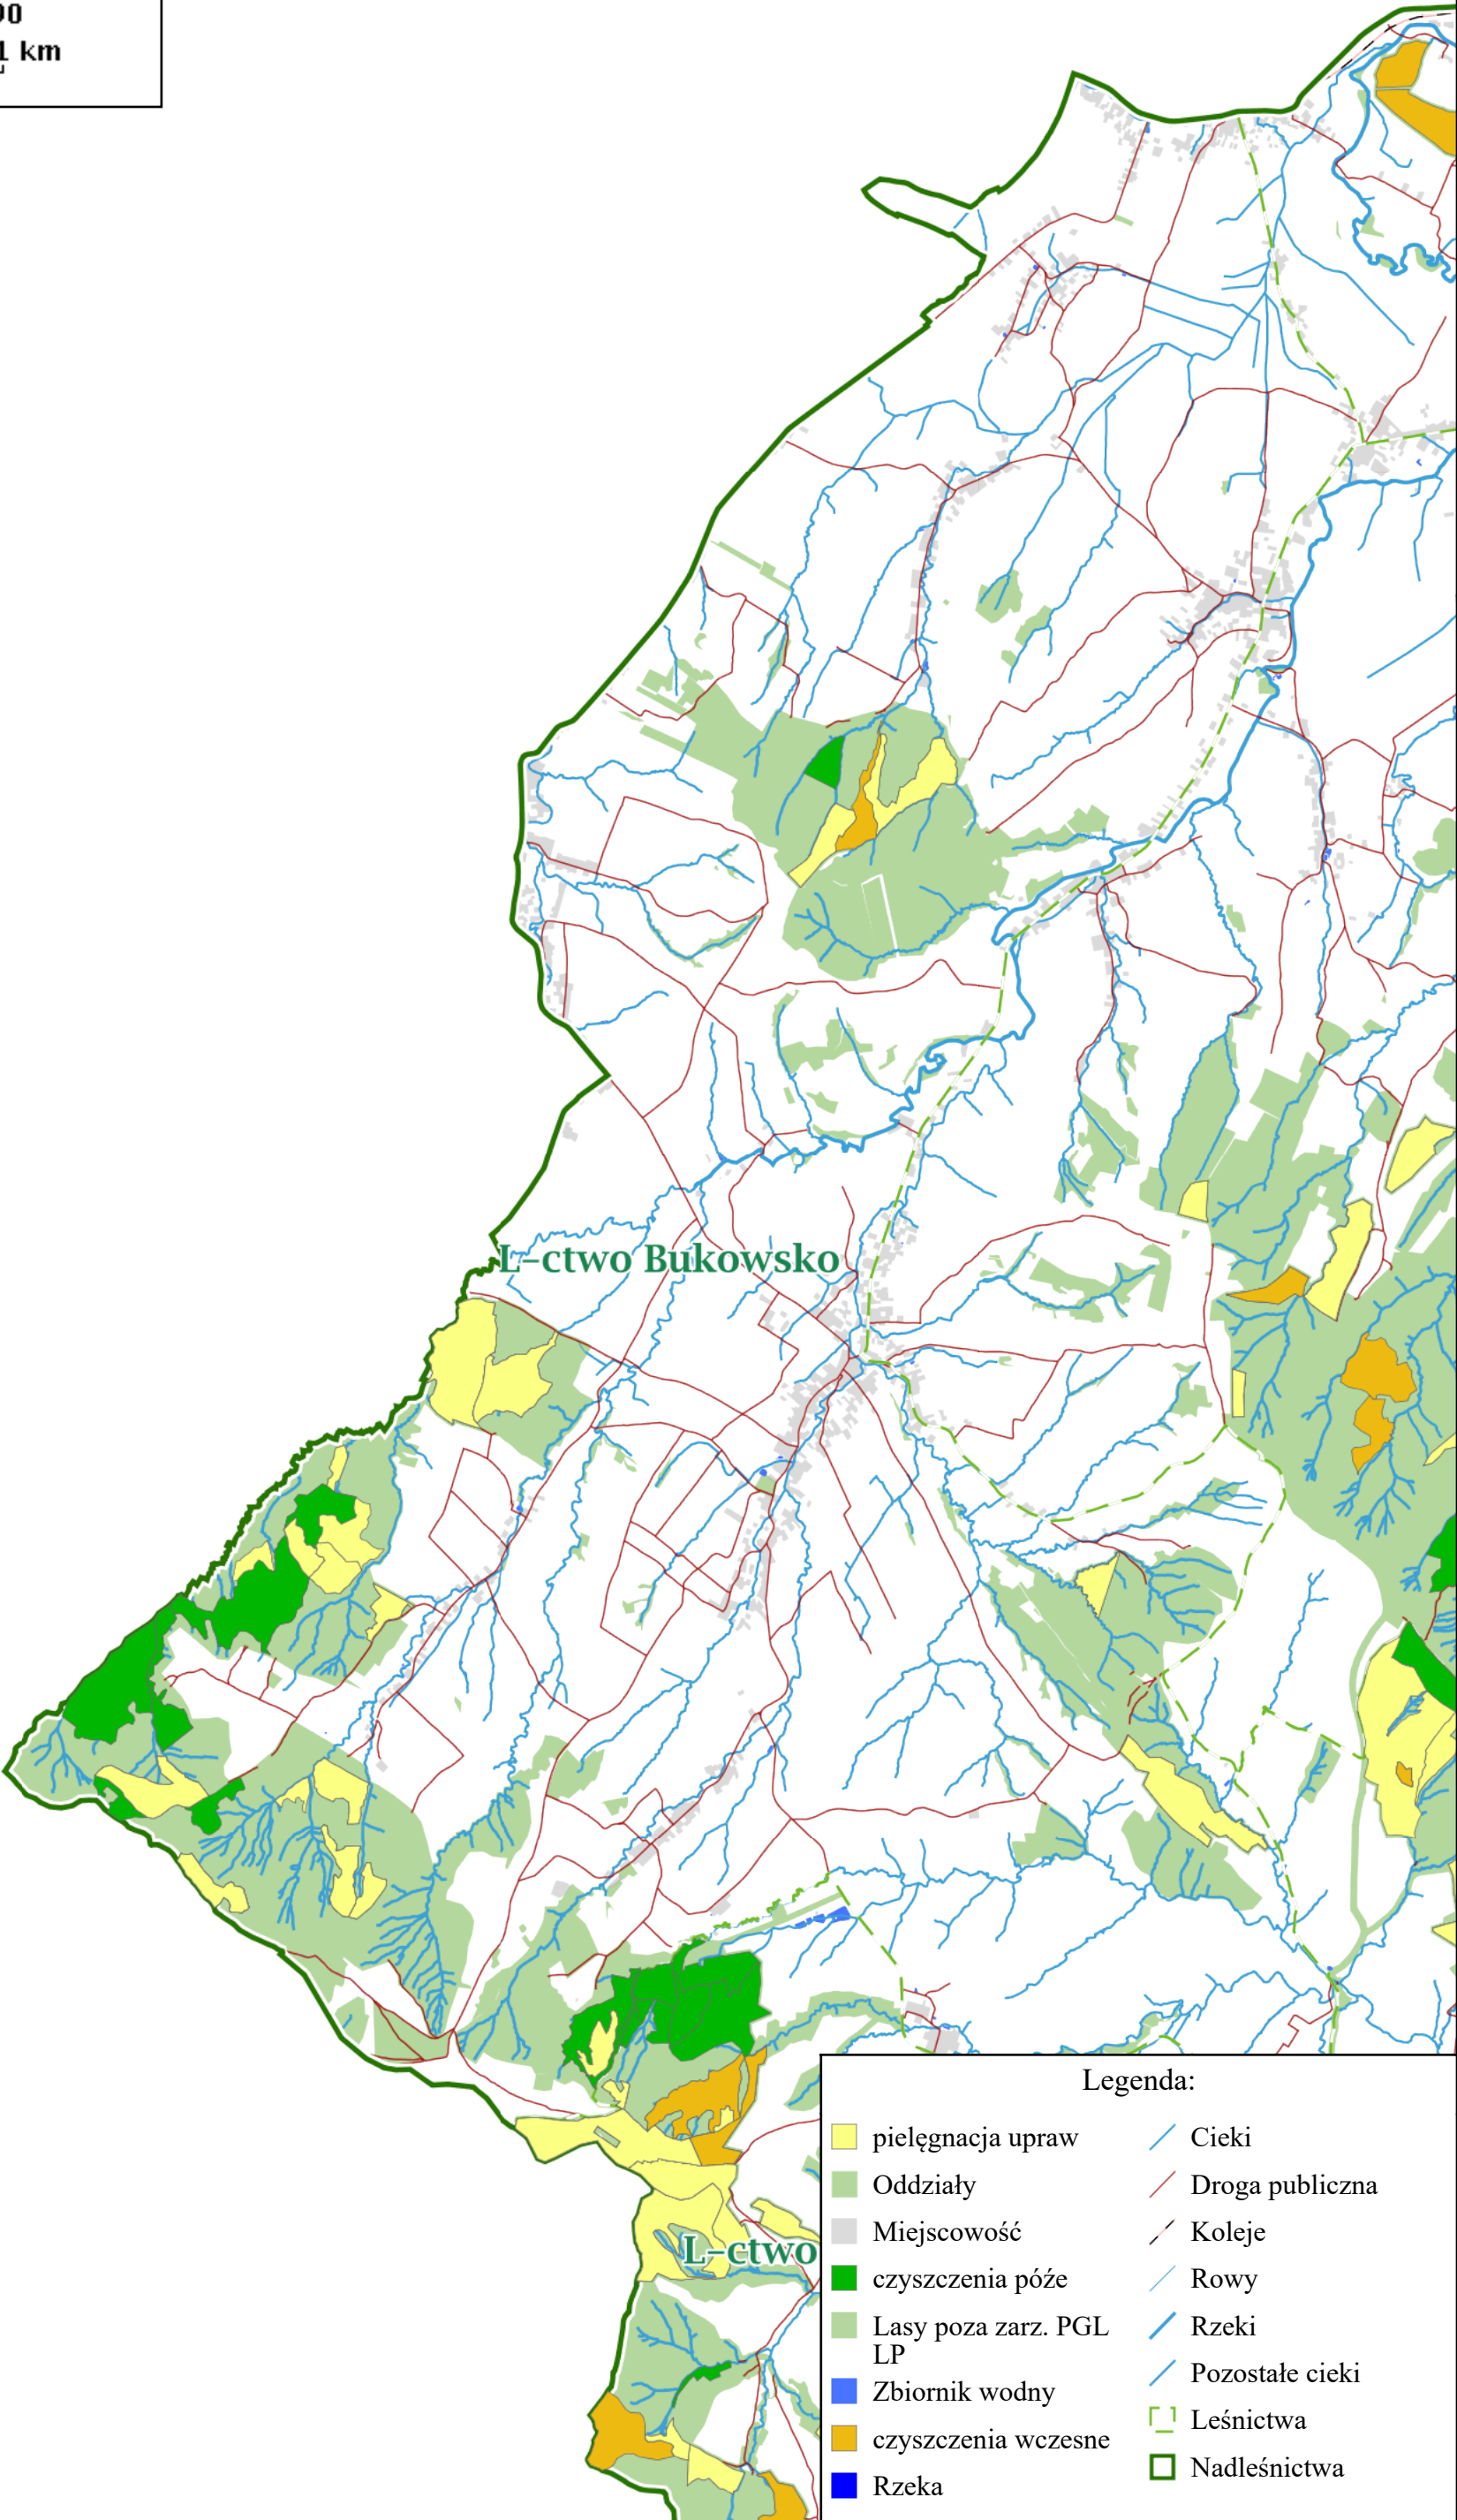 1 km
L-ctwo Bukowsko
L-ctwo
Legenda:
pielęgnacja upraw
Oddziały
Miejscowość
czyszczenia póże
Lasy poza zarz. PGL
LP
Zbiornik wodny
czyszczenia wczesne
Rzeka
Cieki
Droga publiczna
Koleje
Rowy
Rzeki
Pozostałe cieki
Leśnictwa
Nadleśnictwa